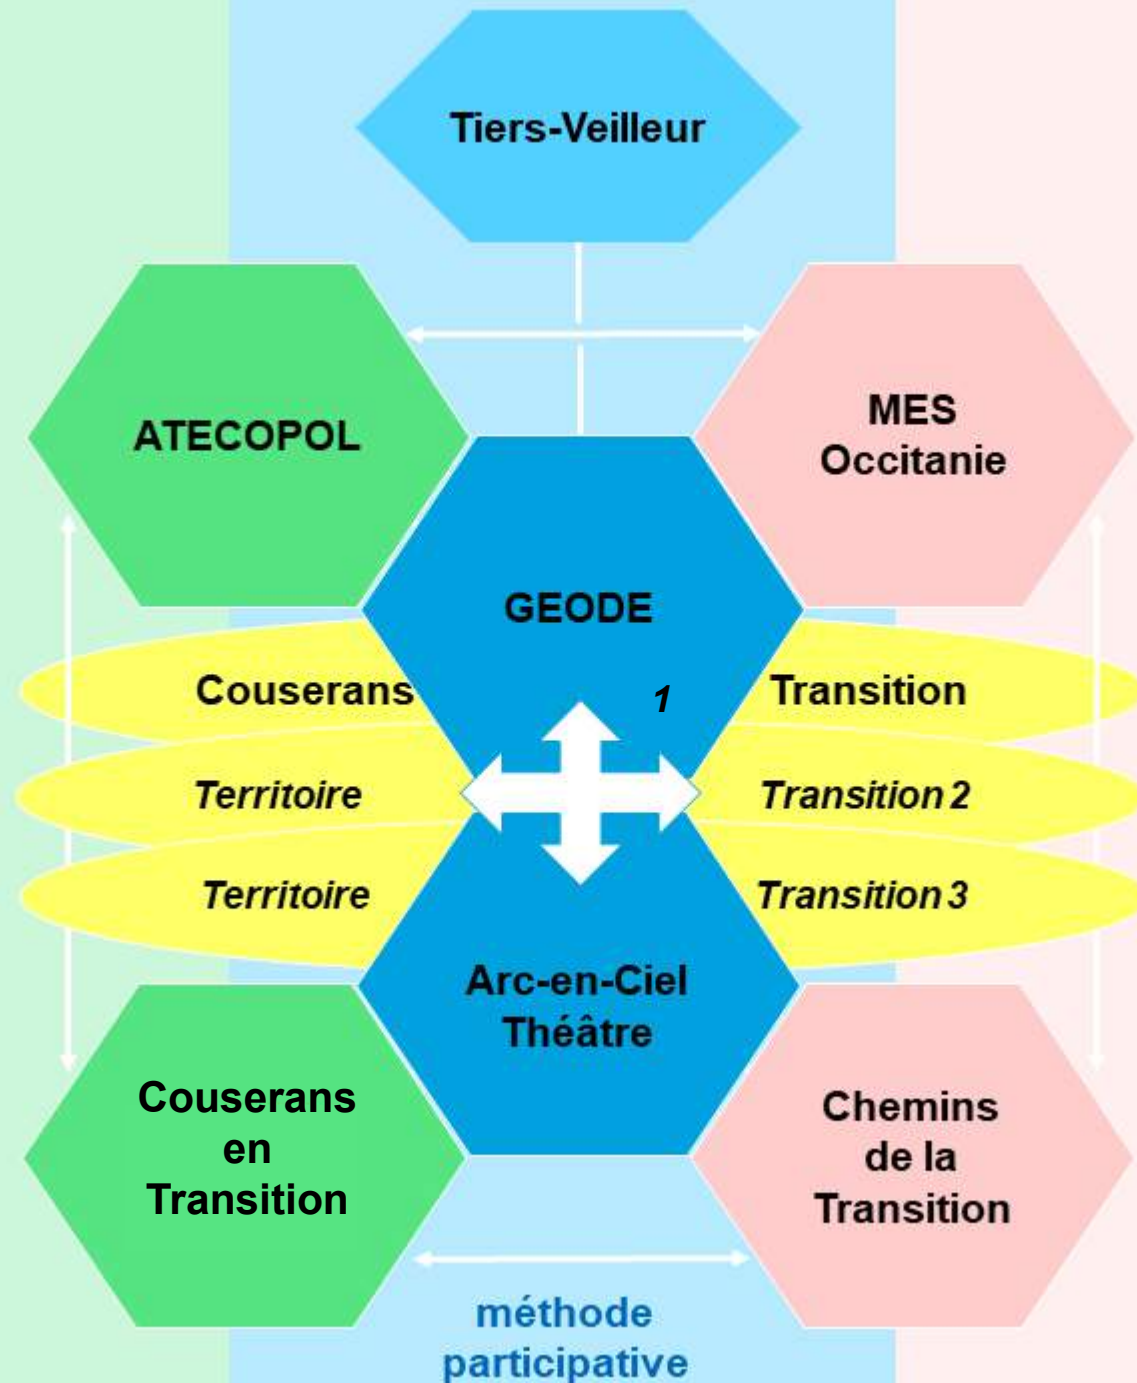 Tiers-Veilleur
ATECOPOL
MES
Occitanie
GEODE
Couserans
1
Transition
Territoire
Transition 2
Territoire
Transition 3
Arc-en-Ciel
Théâtre
Couserans
en
Transition
Chemins
de la
Transition
méthode
participative